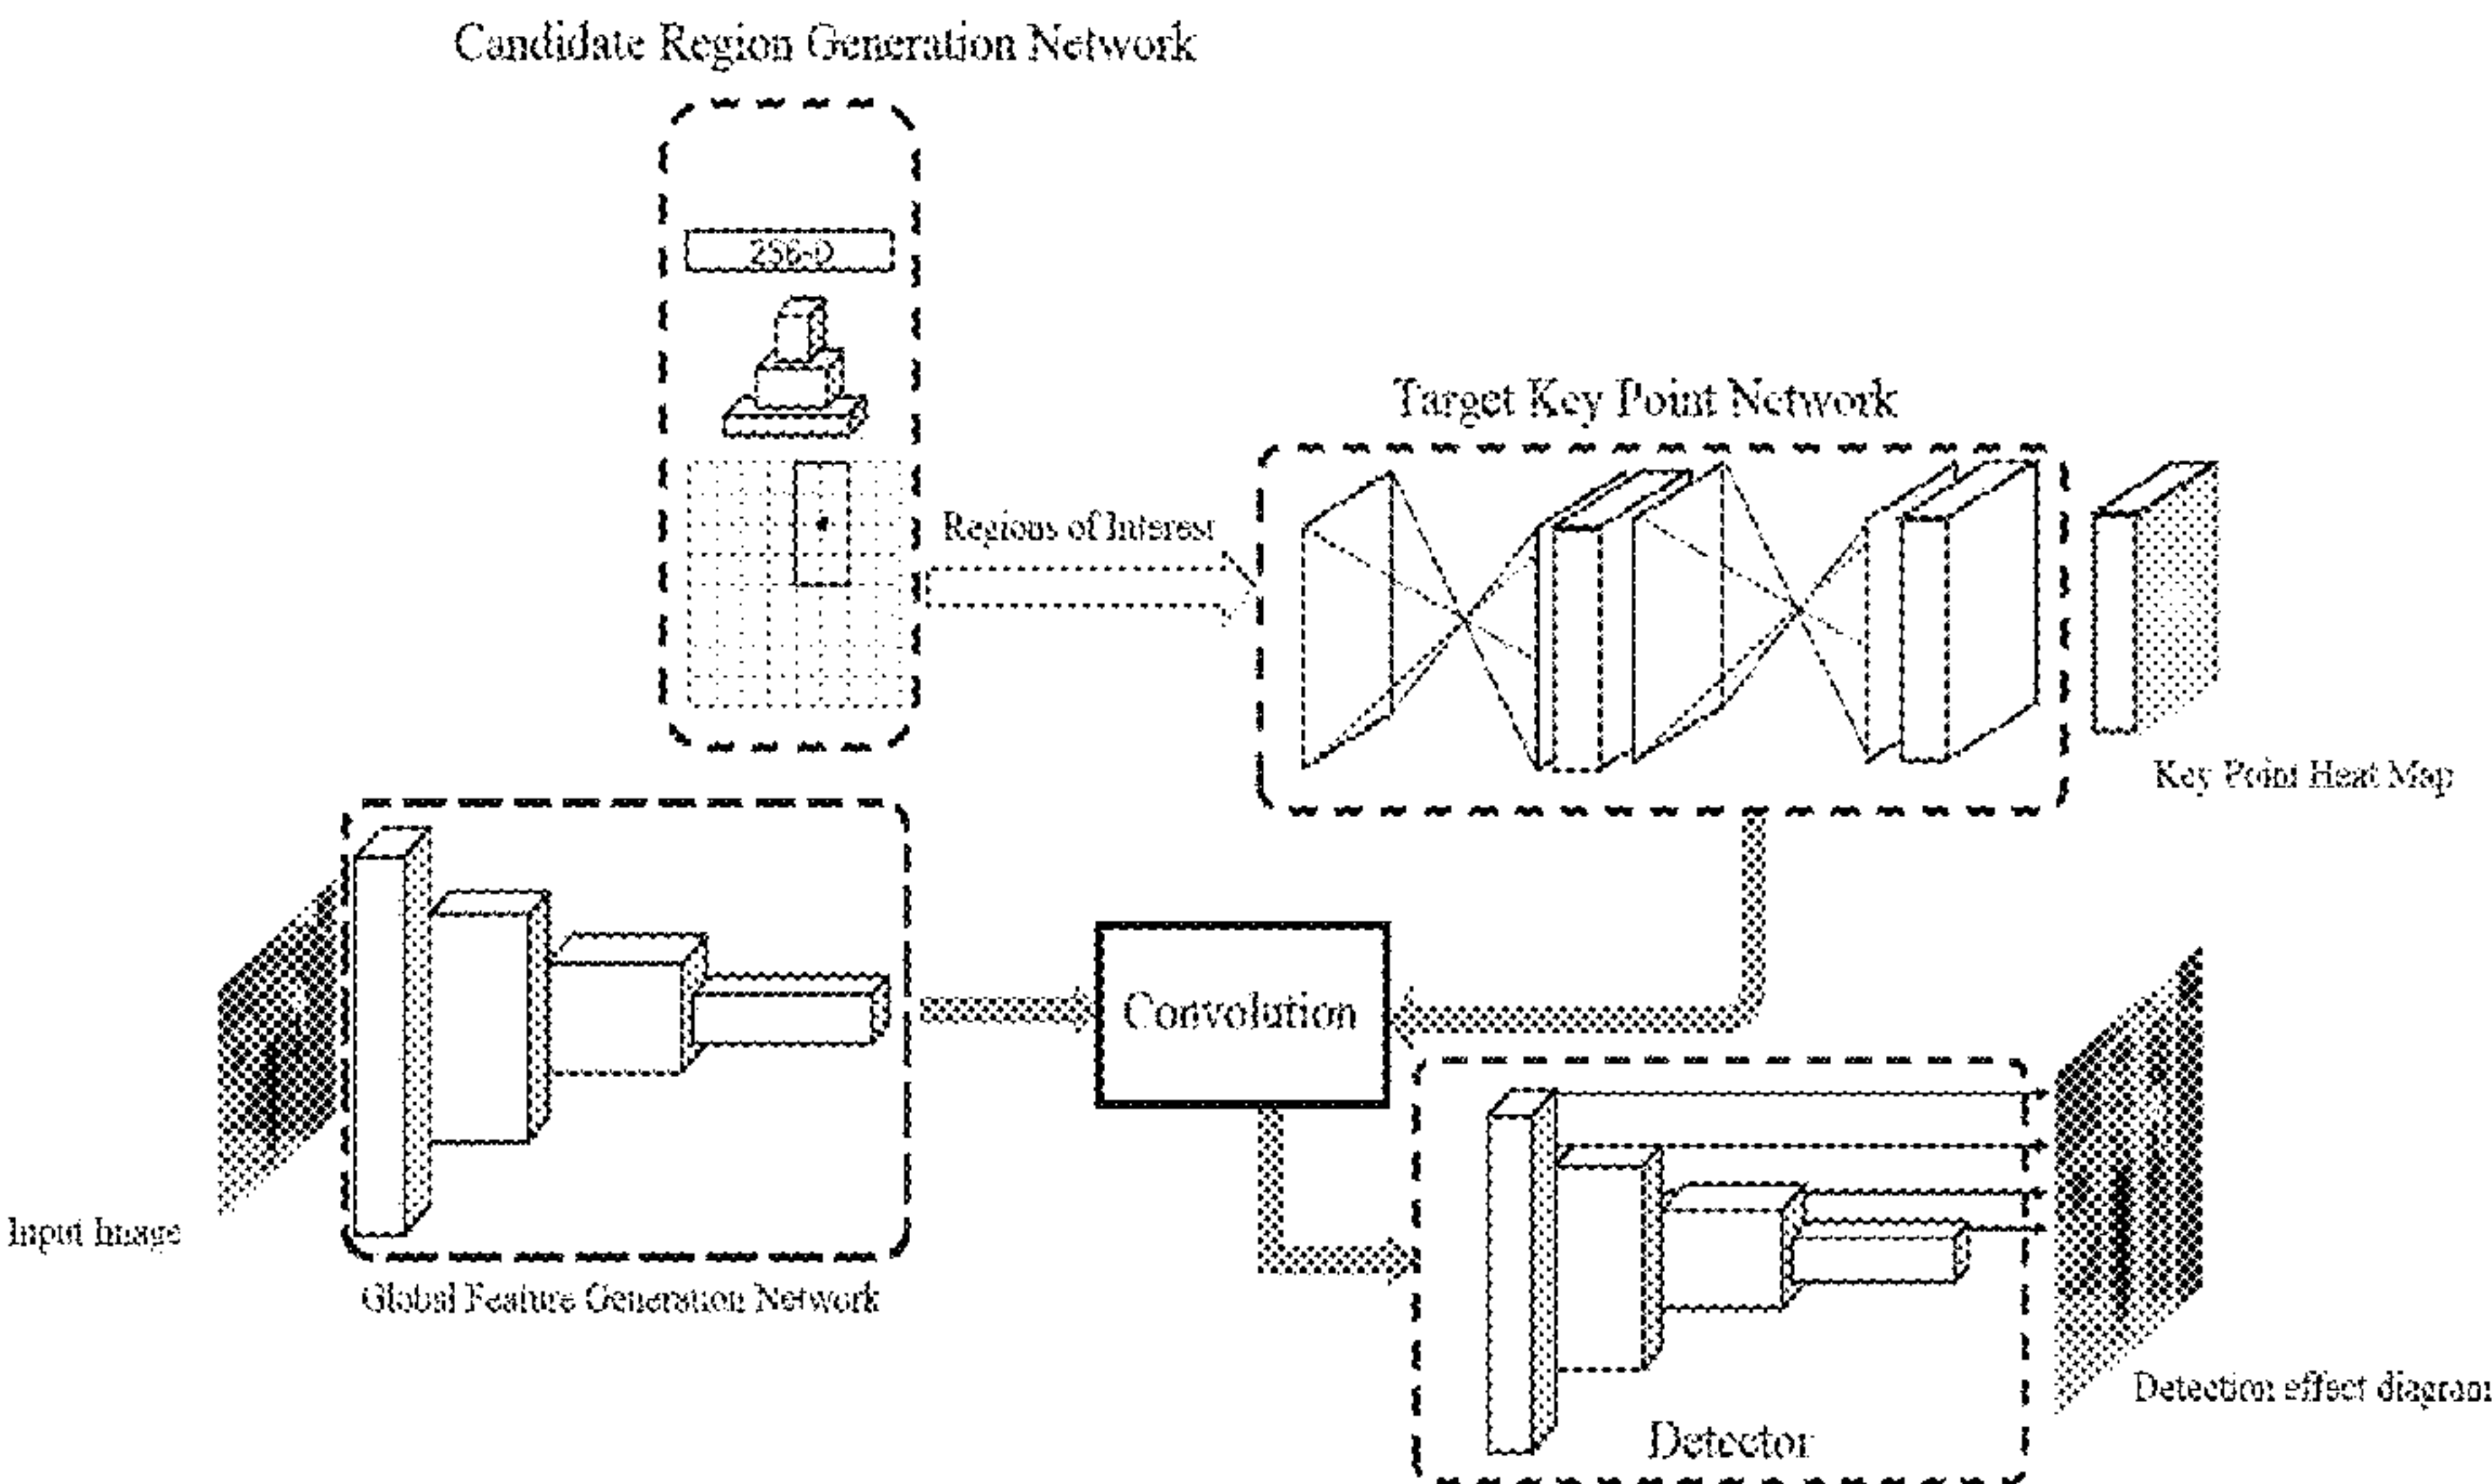 Candidate Region Generation Network
256-D
Target Key Point Network
Regions of Interest
Key Point Heat Map
Convolution
Input Image
Global Feature Generation Network
Detection effect diagram
Detector